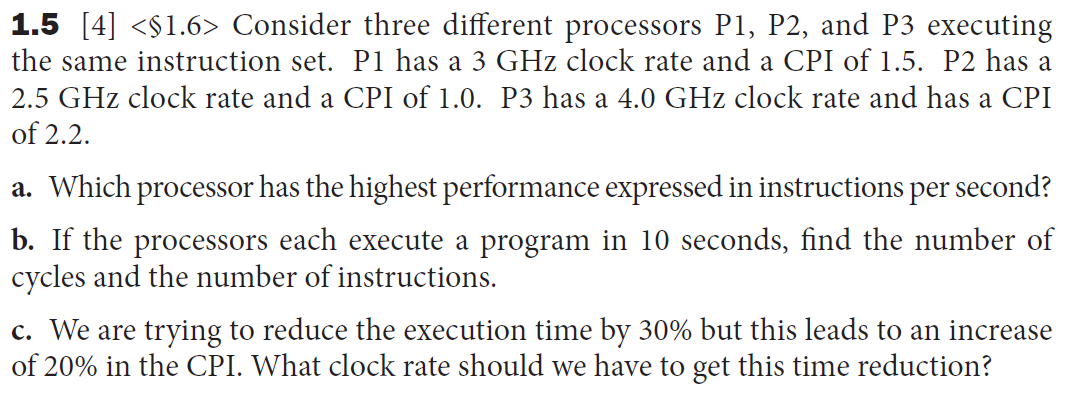 1.5 [4] <§1.6> Consider three different processors P1, P2, and P3 executing
the same instruction set. P1 has a 3 GHz clock rate and a CPI of 1.5. P2 has a
2.5 GHz clock rate and a CPI of 1.0. P3 has a 4.0 GHz clock rate and has a CPI
of 2.2.
a. Which processor has the highest performance expressed in instructions per second?
b. If the processors each execute a program in 10 seconds, find the number of
cycles and the number of instructions.
c. We are trying to reduce the execution time by 30% but this leads to an increase
of 20% in the CPI. What clock rate should we have to get this time reduction?